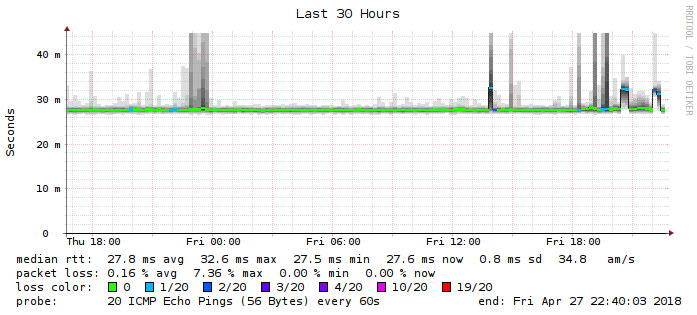 Last 30 Hours
RRDTOOL / TOBI OETIKER
Seconds
40 m
30 m
20 m
10 m
0
Thu 18:00 Fri 00:00 Fri 06:00 Fri 12:00 Fri 18:00
median rtt: 27.8 ms avg 32.6 ms max 27.5 ms min 27.6 ms now 0.8 ms sd 34.8 am/s
packet loss: 0.16 % avg 7.36 % max 0.00 % min 0.00 % now
loss color: 0 1/20 2/20 3/20 4/20 10/20 19/20
probe: 20 ICMP Echo Pings (56 Bytes) every 60s end: Fri Apr 27 22:40:03 2018